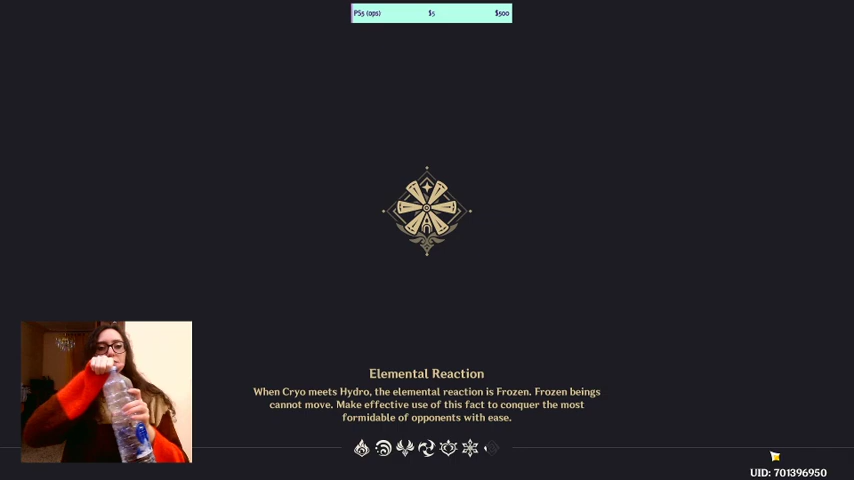 PS5 (ops) $5 $500
Elemental Reaction
When Cryo meets Hydro, the elemental reaction is Frozen. Frozen beings
cannot move. Make effective use of this fact to conquer the most
formidable of opponents with ease.
UID: 701396950